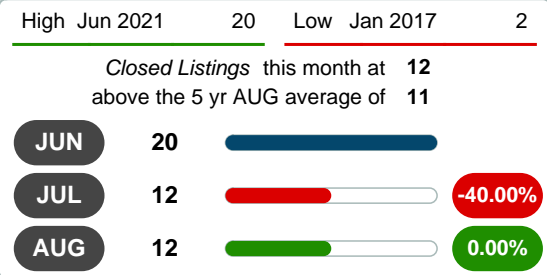 High Jun 2021 20 Low Jan 2017 2
Closed Listings this month at 12
above the 5 yr AUG average of 11
JUN 20
JUL 12 -40.00%
AUG 12 0.00%